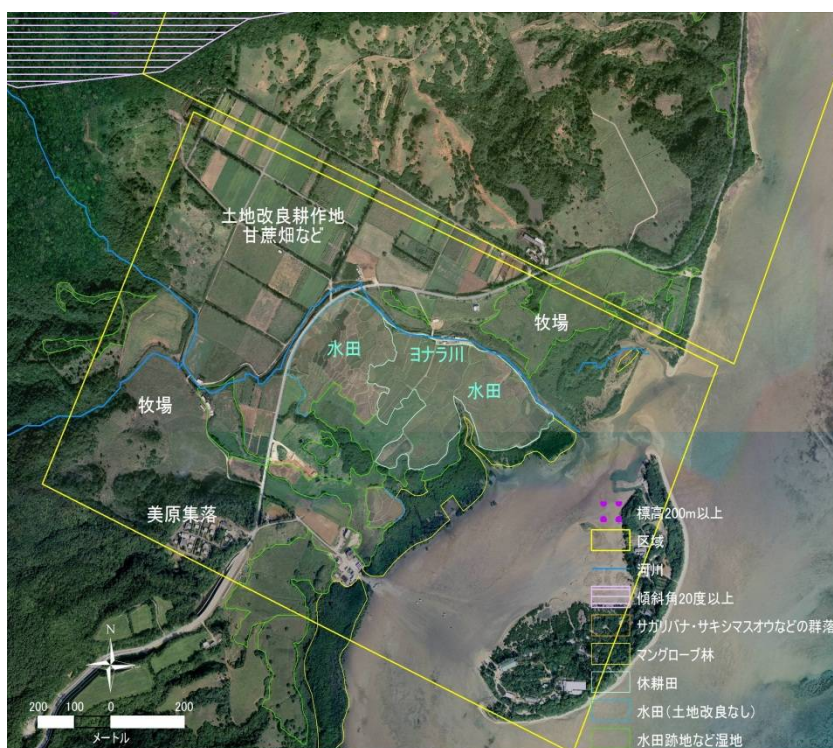 土地改良耕作地
甘蔗畑など
牧場
水田
ヨナラ川
水田
牧場
美原集落
N
200 100 0 200
メートル
標高200m以上
区域
河川
傾斜角20度以上
サガリバナ・サキシマスオウなどの群落
マングローブ林
休耕田
水田(土地改良なし)
水田跡地など湿地